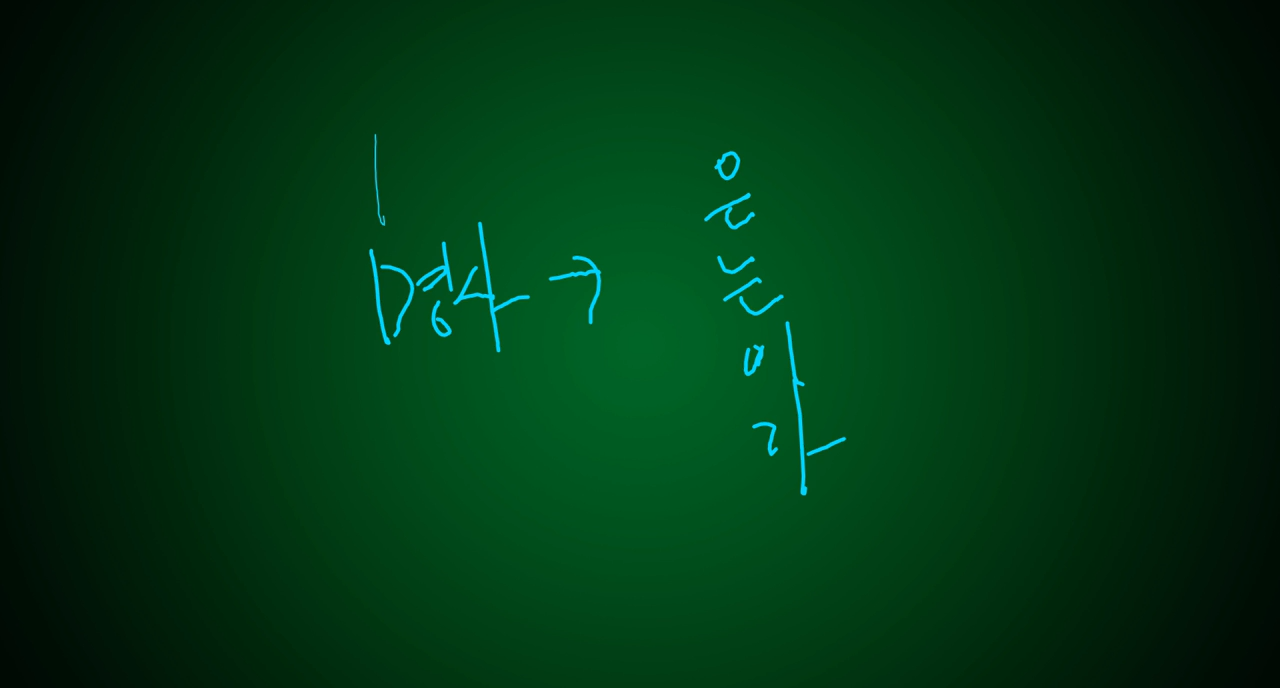 명사 →
은
는
이
가